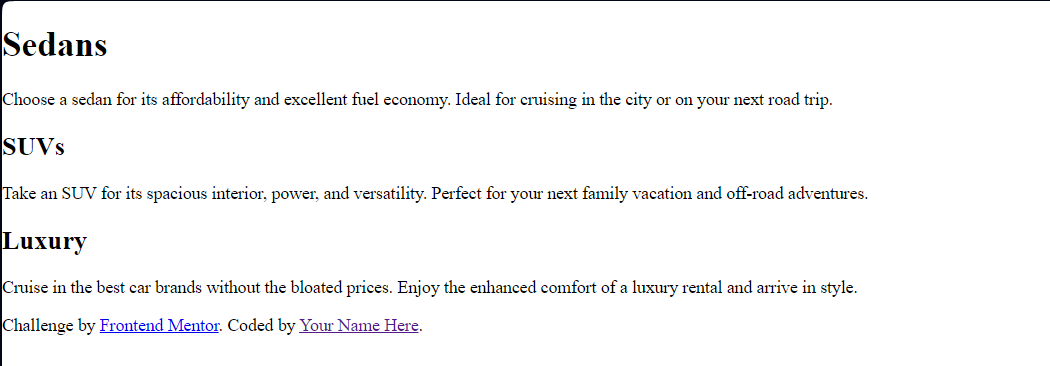 Sedans
Choose a sedan for its affordability and excellent fuel economy. Ideal for cruising in the city or on your next road trip.
SUVs
Take an SUV for its spacious interior, power, and versatility. Perfect for your next family vacation and off-road adventures.
Luxury
Cruise in the best car brands without the bloated prices. Enjoy the enhanced comfort of a luxury rental and arrive in style.
Challenge by Frontend Mentor. Coded by Your Name Here.